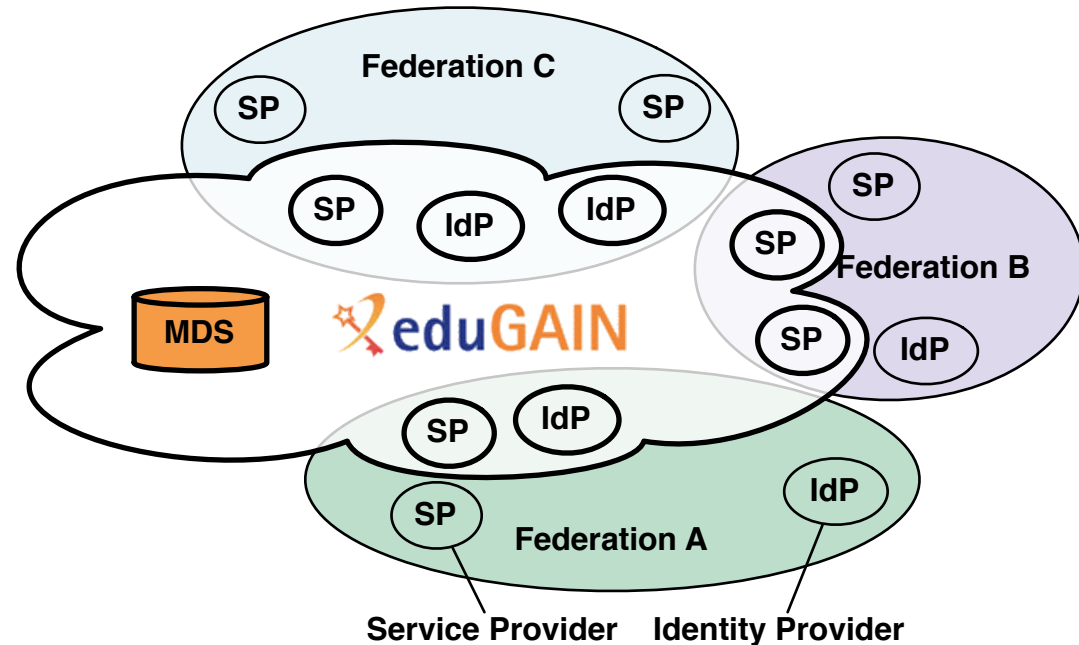 Federation C
SP
SP
SP
IdP
IdP
SP
SP
Federation B
MDS
eduGAIN
SP
IdP
SP
IdP
SP
IdP
Federation A
Service Provider
Identity Provider